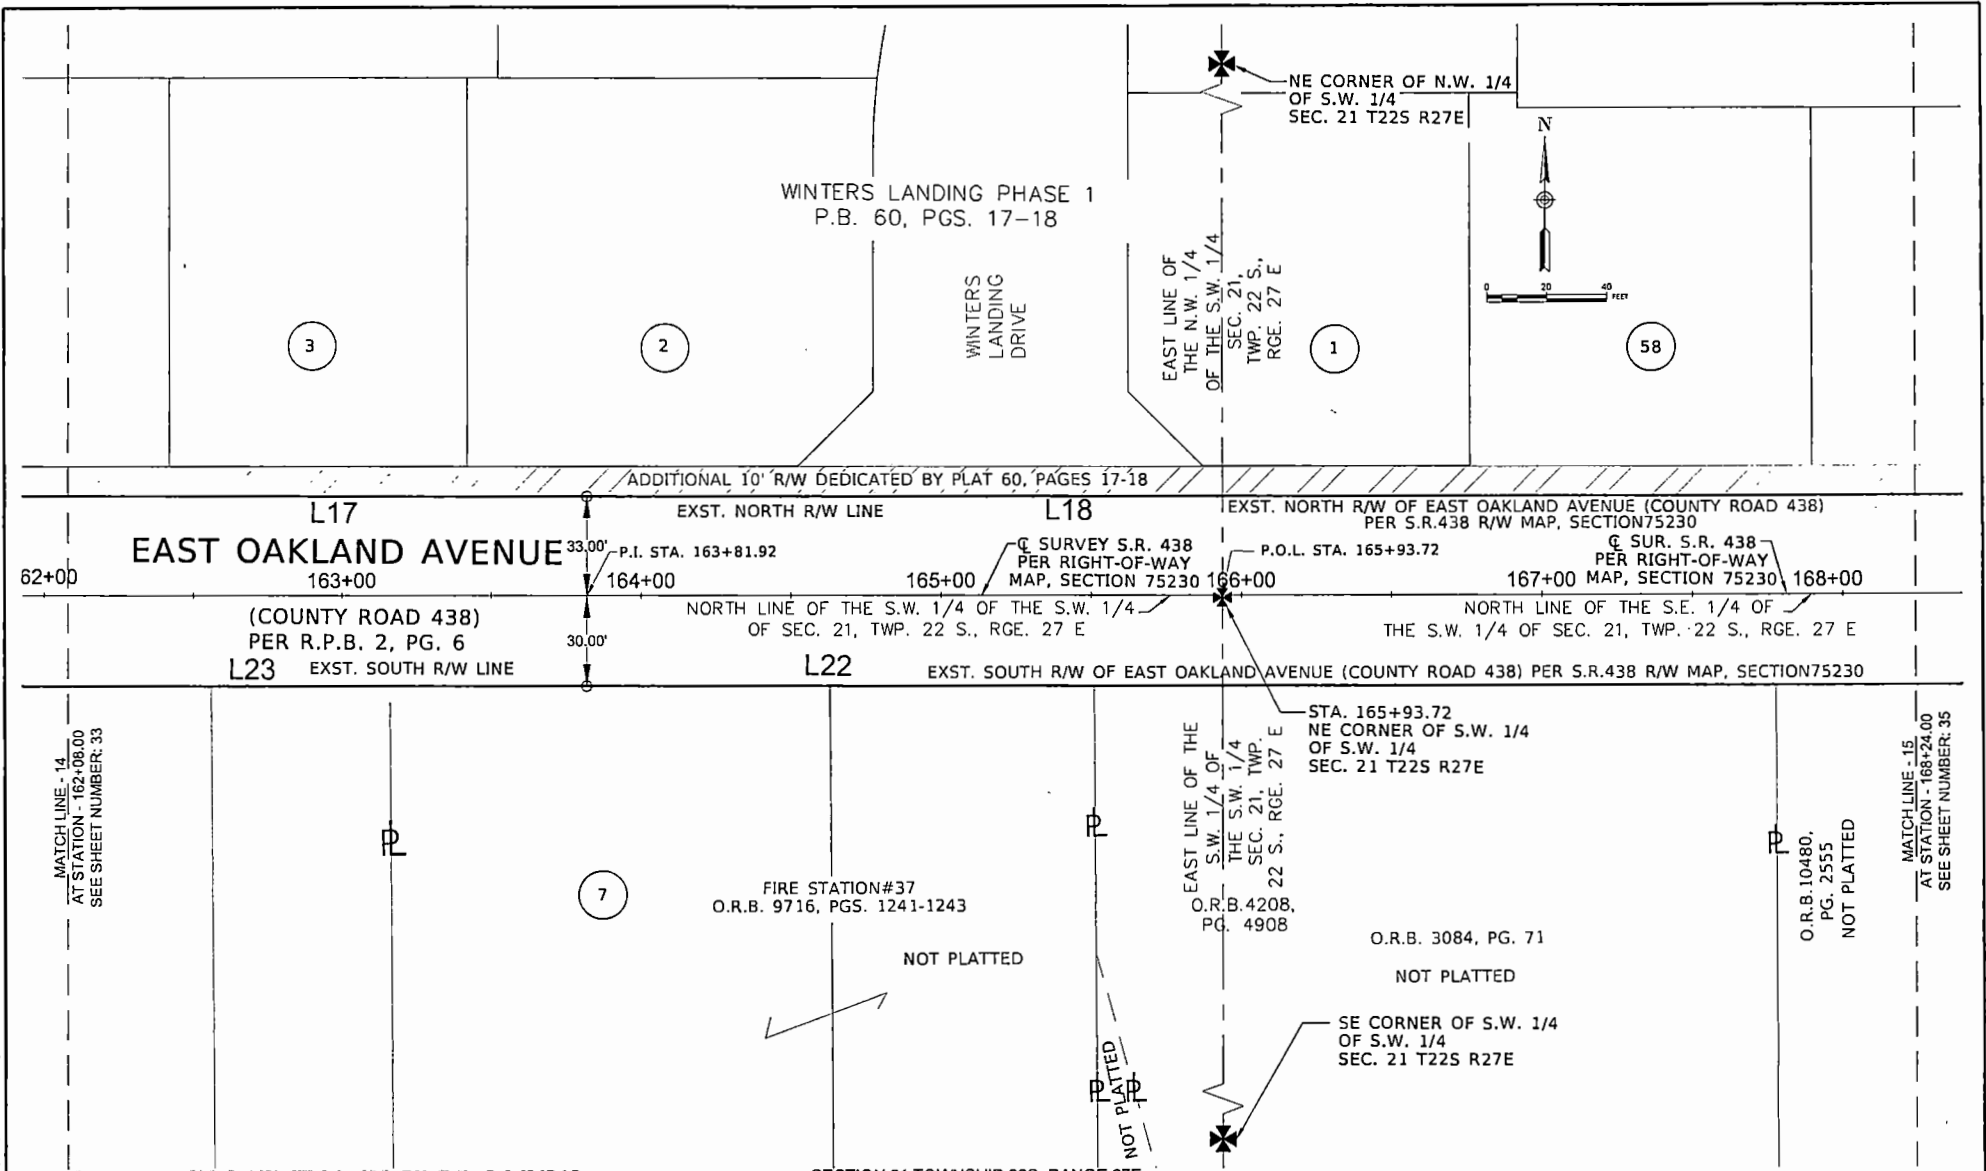 NE CORNER OF N.W. 1/4
OF S.W. 1/4
SEC. 21 T22S R27E
N
0 20 40
FEET
WINTERS LANDING PHASE 1
P.B. 60, PGS. 17-18
WINTERS
LANDING
DRIVE
EAST LINE OF
THE N.W. 1/4
OF THE S.W. 1/4
SEC. 21,
TWP. 22 S.,
RGE. 27 E
3
2
1
58
ADDITIONAL 10' R/W DEDICATED BY PLAT 60, PAGES 17-18
L17
EXST. NORTH R/W LINE
L18
EXST. NORTH R/W OF EAST OAKLAND AVENUE (COUNTY ROAD 438)
PER S.R.438 R/W MAP, SECTION75230
EAST OAKLAND AVENUE
33.00'
P.I. STA. 163+81.92
℄ SURVEY S.R. 438
PER RIGHT-OF-WAY
MAP, SECTION 75230
P.O.L. STA. 165+93.72
℄ SUR. S.R. 438
PER RIGHT-OF-WAY
MAP, SECTION 75230
62+00
163+00
164+00
165+00
166+00
167+00
168+00
(COUNTY ROAD 438)
PER R.P.B. 2, PG. 6
30.00'
NORTH LINE OF THE S.W. 1/4 OF THE S.W. 1/4
OF SEC. 21, TWP. 22 S., RGE. 27 E
NORTH LINE OF THE S.E. 1/4 OF
THE S.W. 1/4 OF SEC. 21, TWP. 22 S., RGE. 27 E
L23
EXST. SOUTH R/W LINE
L22
EXST. SOUTH R/W OF EAST OAKLAND AVENUE (COUNTY ROAD 438) PER S.R.438 R/W MAP, SECTION75230
STA. 165+93.72
NE CORNER OF S.W. 1/4
OF S.W. 1/4
SEC. 21 T22S R27E
EAST LINE OF THE
S.W. 1/4 OF
THE S.W. 1/4
SEC. 21, TWP.
22 S., RGE. 27 E
MATCH LINE - 14
AT STATION - 162+08.00
SEE SHEET NUMBER: 33
MATCH LINE - 15
AT STATION - 168+24.00
SEE SHEET NUMBER: 35
PL
PL
PL
7
FIRE STATION#37
O.R.B. 9716, PGS. 1241-1243
NOT PLATTED
O.R.B.4208,
PG. 4908
O.R.B. 3084, PG. 71
NOT PLATTED
O.R.B.10480,
PG. 2555
NOT PLATTED
SE CORNER OF S.W. 1/4
OF S.W. 1/4
SEC. 21 T22S R27E
PL
PL
NOT PLATTED